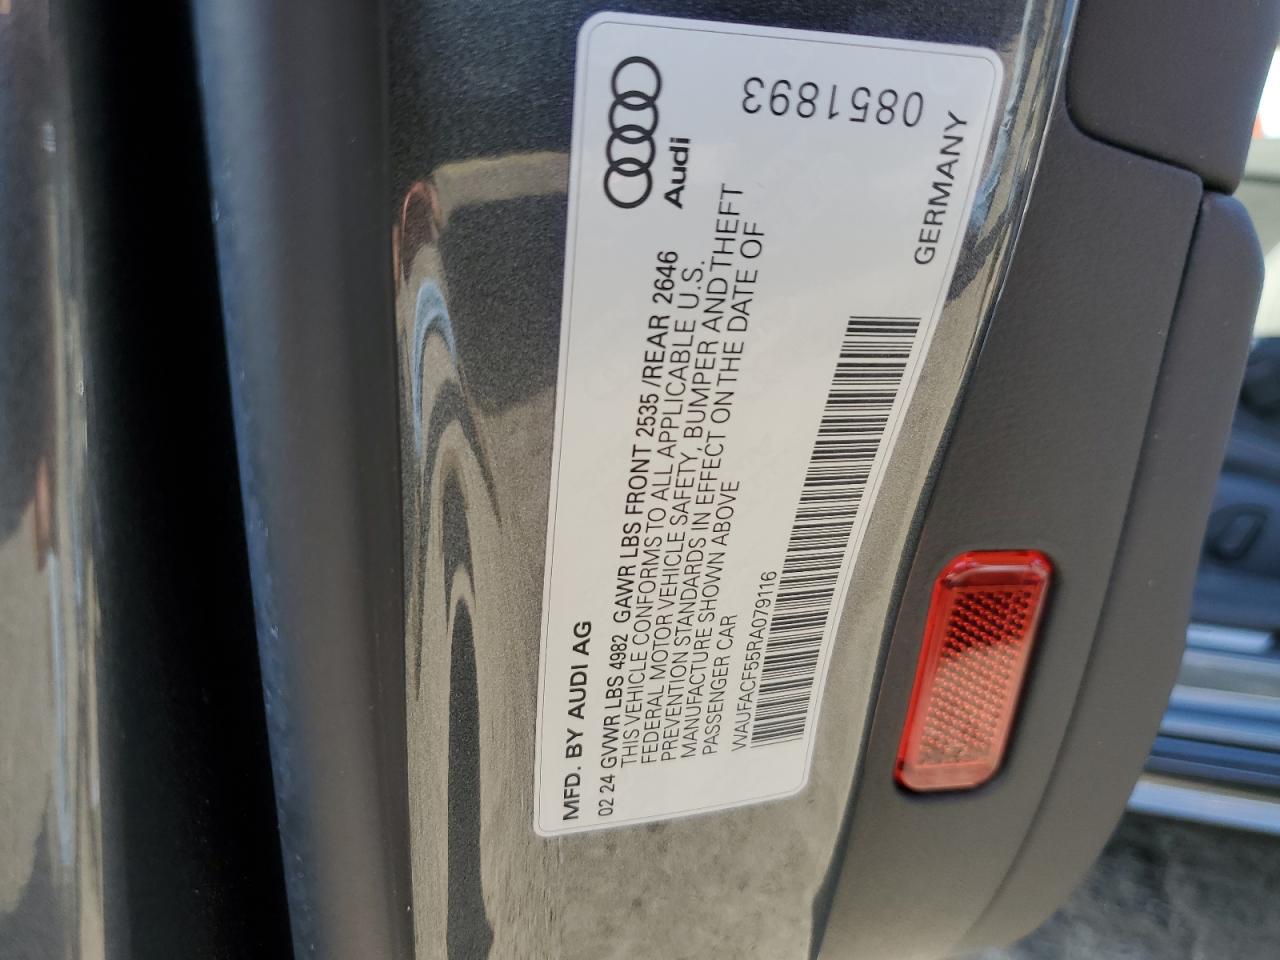 Audi
MFD. BY AUDI AG
02 24 GVWR LBS 4982 GAWR LBS FRONT 2535 /REAR 2646
THIS VEHICLE CONFORMS TO ALL APPLICABLE U.S.
FEDERAL MOTOR VEHICLE SAFETY, BUMPER AND THEFT
PREVENTION STANDARDS IN EFFECT ON THE DATE OF
MANUFACTURE SHOWN ABOVE
PASSENGER CAR
WAUFACF55RA079116
GERMANY
0851893